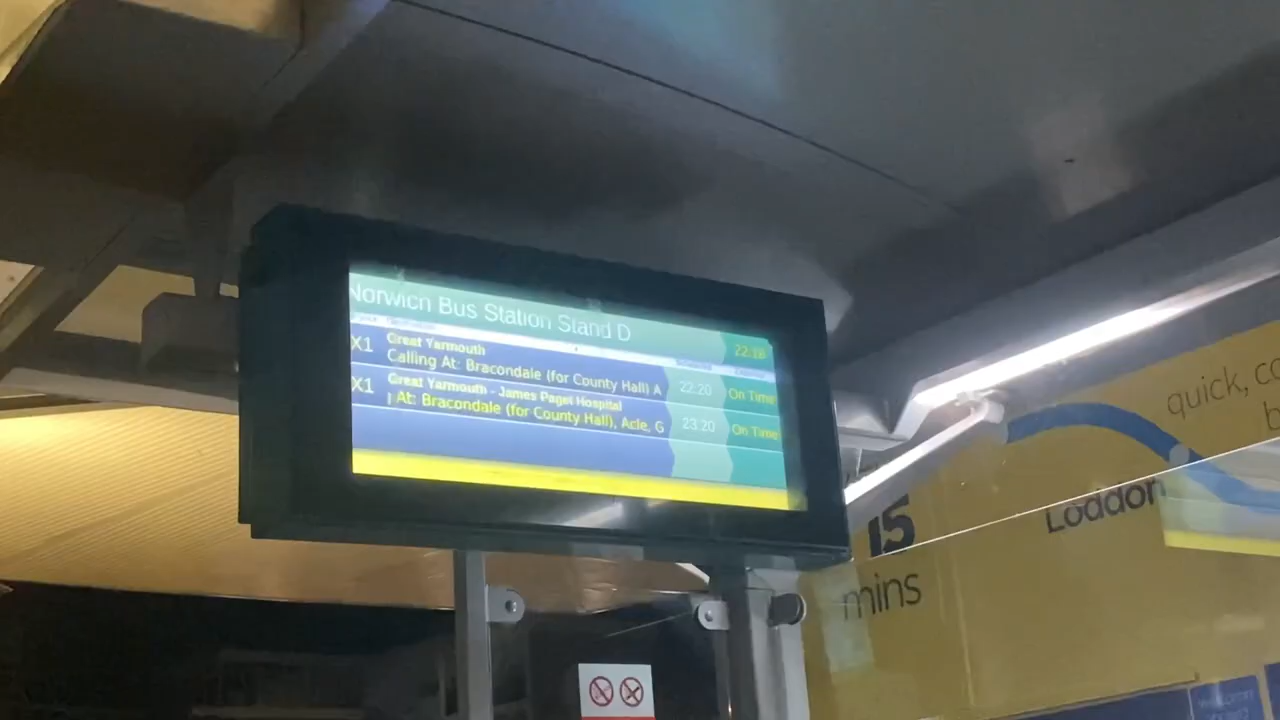 Norwich Bus Station Stand D
X1 Great Yarmouth
Calling At: Bracondale (for County Hall) A
22:20 On Time
X1 Great Yarmouth - James Paget Hospital
At: Bracondale (for County Hall), Acle, G
23:20 On Time
quick, co
15
mins
Loddon